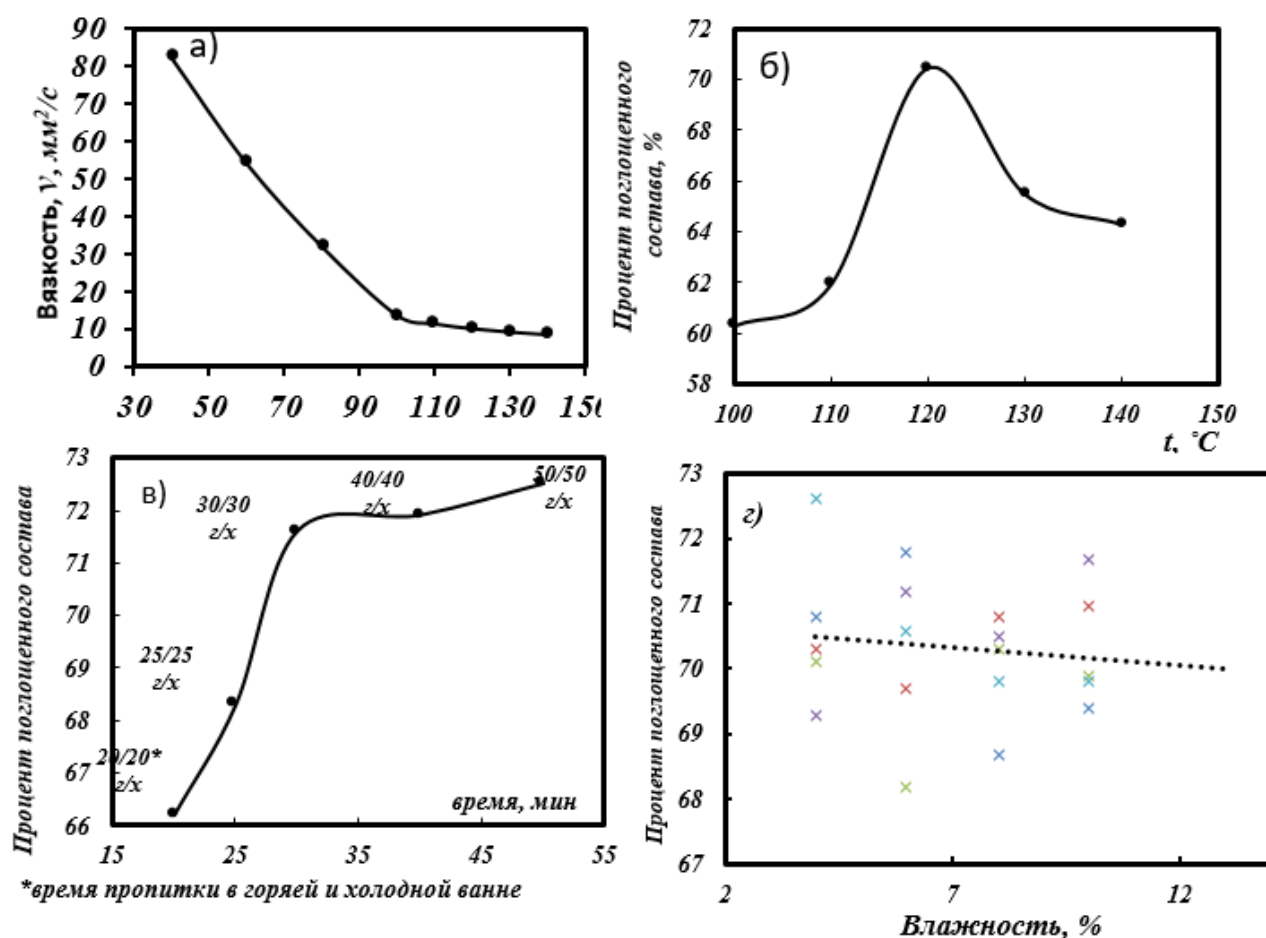 а)
Вязкость, ν, мм²/с
90
80
70
60
50
40
30
20
10
0
30 50 70 90 110 130 150
б)
Процент поглощенного
состава, %
72
70
68
66
64
62
60
58
100 110 120 130 140 150
t, °C
в)
Процент поглощенного состава
73
72
71
70
69
68
67
66
20/20*
г/х
25/25
г/х
30/30
г/х
40/40
г/х
50/50
г/х
время, мин
15 25 35 45 55
*время пропитки в горяей и холодной ванне
г)
Процент поглощенного состава
73
72
71
70
69
68
67
2 7 12
Влажность, %